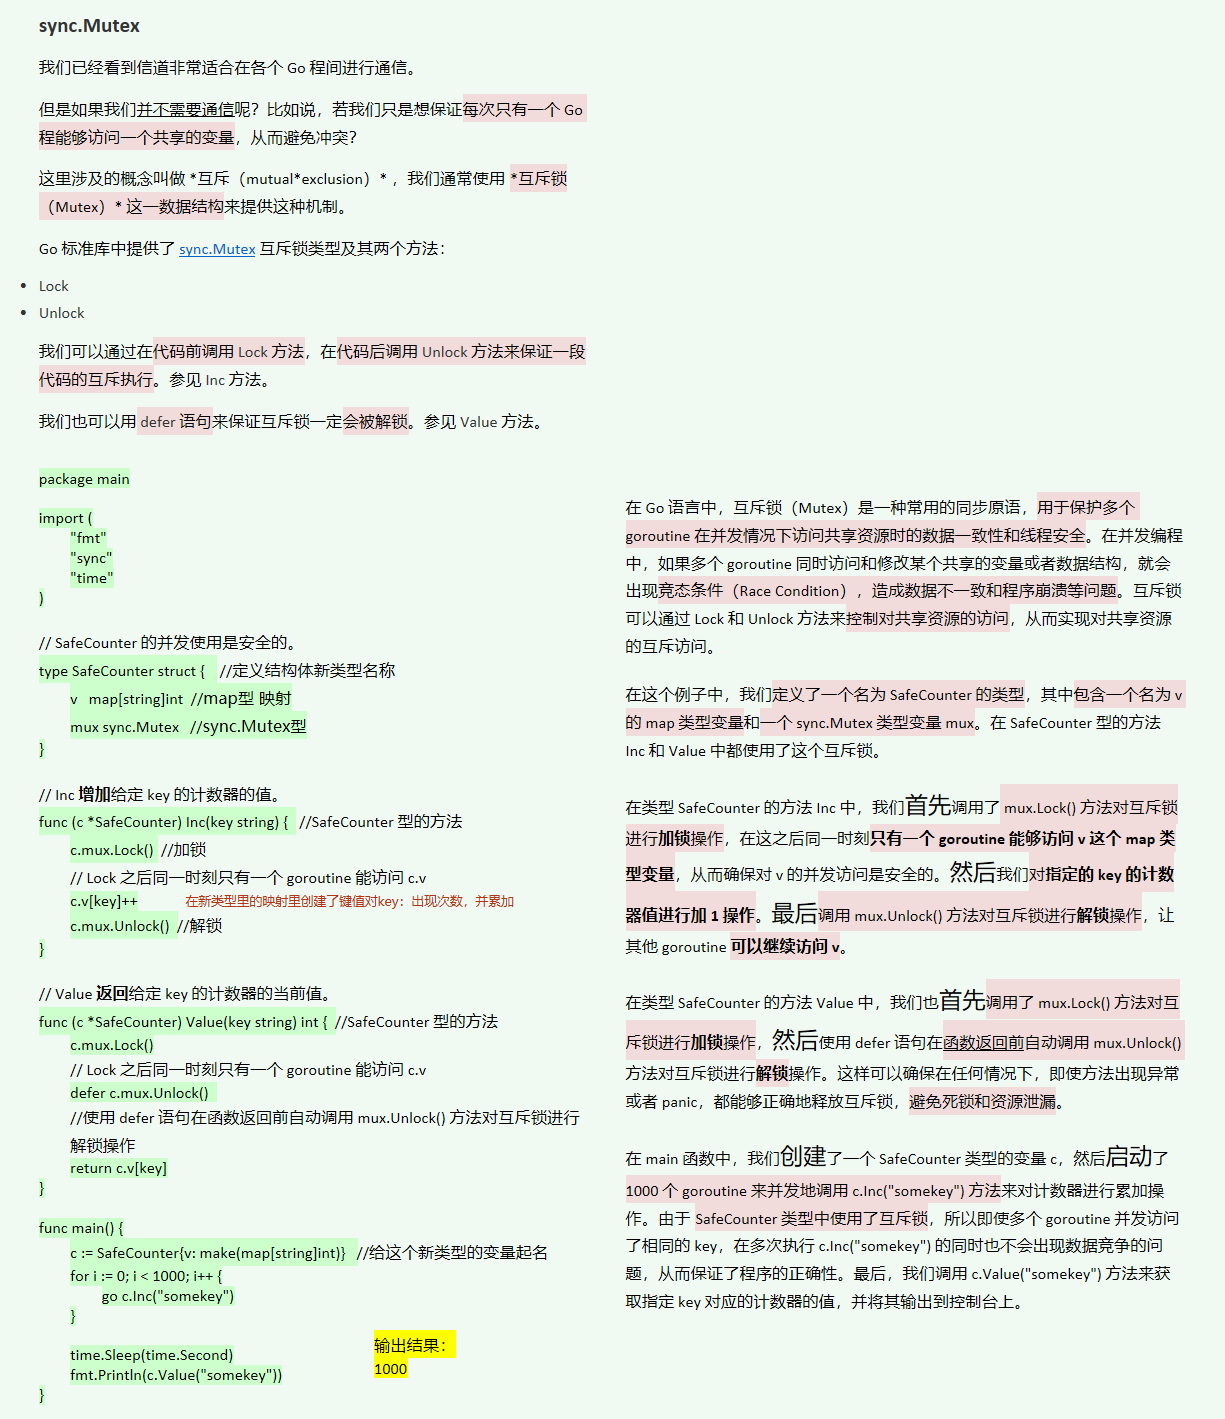 sync.Mutex
我们已经看到信道非常适合在各个 Go 程间进行通信。
但是如果我们并不需要通信呢？比如说，若我们只是想保证每次只有一个 Go
程能够访问一个共享的变量，从而避免冲突？
这里涉及的概念叫做 *互斥（mutual*exclusion）* ，我们通常使用 *互斥锁
（Mutex）* 这一数据结构来提供这种机制。
Go 标准库中提供了 sync.Mutex 互斥锁类型及其两个方法：
• Lock
• Unlock
我们可以通过在代码前调用 Lock 方法，在代码后调用 Unlock 方法来保证一段
代码的互斥执行。参见 Inc 方法。
我们也可以用 defer 语句来保证互斥锁一定会被解锁。参见 Value 方法。
package main
import (
"fmt"
"sync"
"time"
)
// SafeCounter 的并发使用是安全的。
type SafeCounter struct { //定义结构体新类型名称
v map[string]int //map型 映射
mux sync.Mutex //sync.Mutex型
}
// Inc 增加给定 key 的计数器的值。
func (c *SafeCounter) Inc(key string) { //SafeCounter 型的方法
c.mux.Lock() //加锁
// Lock 之后同一时刻只有一个 goroutine 能访问 c.v
c.v[key]++ 在新类型里的映射里创建了键值对key：出现次数，并累加
c.mux.Unlock() //解锁
}
// Value 返回给定 key 的计数器的当前值。
func (c *SafeCounter) Value(key string) int { //SafeCounter 型的方法
c.mux.Lock()
// Lock 之后同一时刻只有一个 goroutine 能访问 c.v
defer c.mux.Unlock()
//使用 defer 语句在函数返回前自动调用 mux.Unlock() 方法对互斥锁进行
解锁操作
return c.v[key]
}
func main() {
c := SafeCounter{v: make(map[string]int)} //给这个新类型的变量起名
for i := 0; i < 1000; i++ {
go c.Inc("somekey")
}
time.Sleep(time.Second)
fmt.Println(c.Value("somekey"))
}
输出结果：
1000
在 Go 语言中，互斥锁（Mutex）是一种常用的同步原语，用于保护多个
goroutine 在并发情况下访问共享资源时的数据一致性和线程安全。在并发编程
中，如果多个 goroutine 同时访问和修改某个共享的变量或者数据结构，就会
出现竞态条件（Race Condition），造成数据不一致和程序崩溃等问题。互斥锁
可以通过 Lock 和 Unlock 方法来控制对共享资源的访问，从而实现对共享资源
的互斥访问。
在这个例子中，我们定义了一个名为 SafeCounter 的类型，其中包含一个名为 v
的 map 类型变量和一个 sync.Mutex 类型变量 mux。在 SafeCounter 型的方法
Inc 和 Value 中都使用了这个互斥锁。
在类型 SafeCounter 的方法 Inc 中，我们首先调用了 mux.Lock() 方法对互斥锁
进行加锁操作，在这之后同一时刻只有一个 goroutine 能够访问 v 这个 map 类
型变量，从而确保对 v 的并发访问是安全的。然后我们对指定的 key 的计数
器值进行加 1 操作。最后调用 mux.Unlock() 方法对互斥锁进行解锁操作，让
其他 goroutine 可以继续访问 v。
在类型 SafeCounter 的方法 Value 中，我们也首先调用了 mux.Lock() 方法对互
斥锁进行加锁操作，然后使用 defer 语句在函数返回前自动调用 mux.Unlock()
方法对互斥锁进行解锁操作。这样可以确保在任何情况下，即使方法出现异常
或者 panic，都能够正确地释放互斥锁，避免死锁和资源泄漏。
在 main 函数中，我们创建了一个 SafeCounter 类型的变量 c，然后启动了
1000 个 goroutine 来并发地调用 c.Inc("somekey") 方法来对计数器进行累加操
作。由于 SafeCounter 类型中使用了互斥锁，所以即使多个 goroutine 并发访问
了相同的 key，在多次执行 c.Inc("somekey") 的同时也不会出现数据竞争的问
题，从而保证了程序的正确性。最后，我们调用 c.Value("somekey") 方法来获
取指定 key 对应的计数器的值，并将其输出到控制台上。